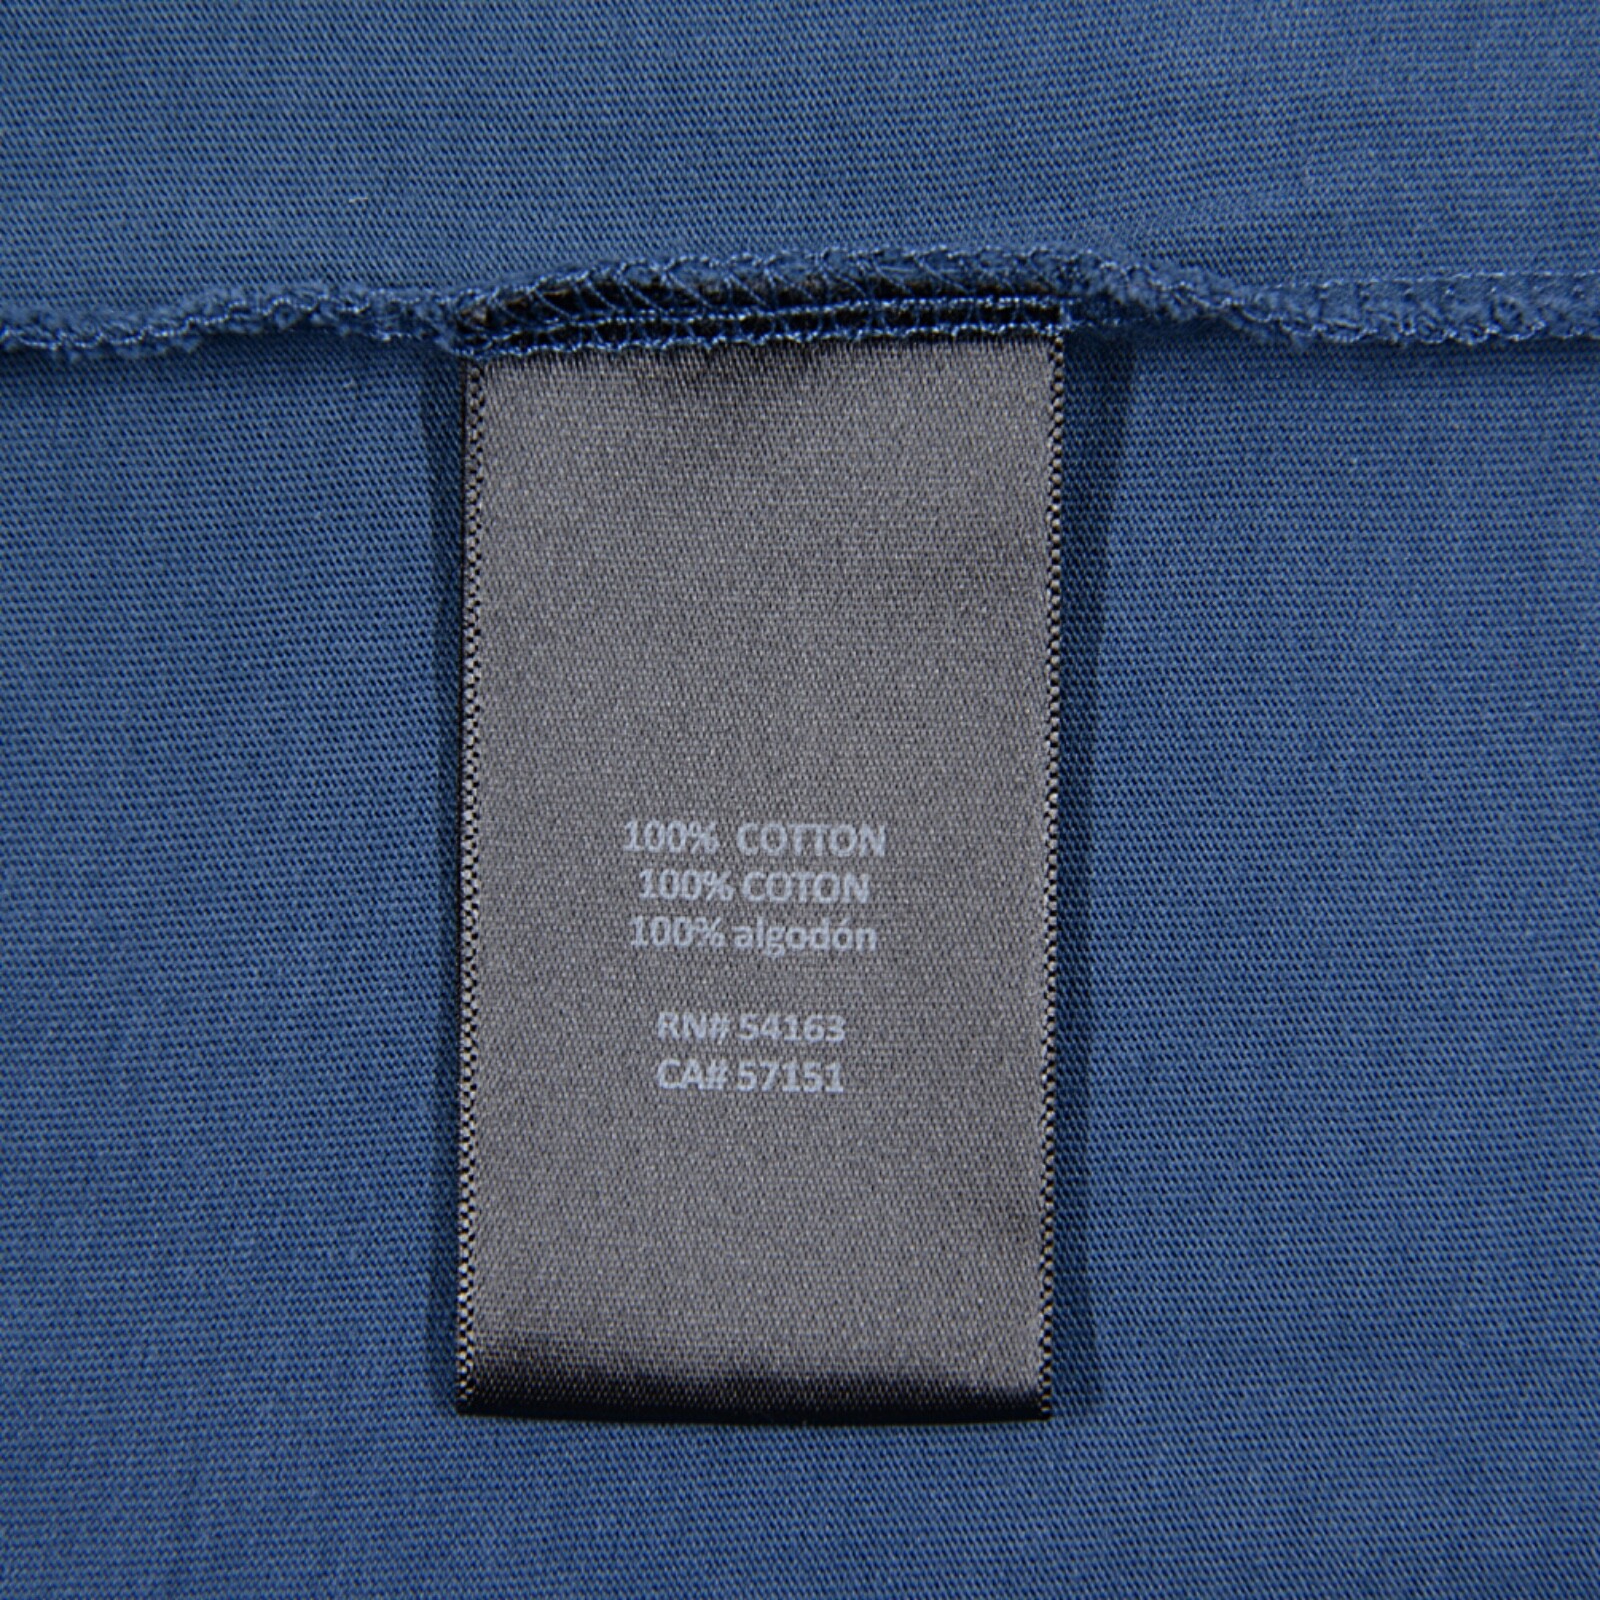 100% COTTON
100% COTON
100% algodón
RN# 54163
CA# 57151